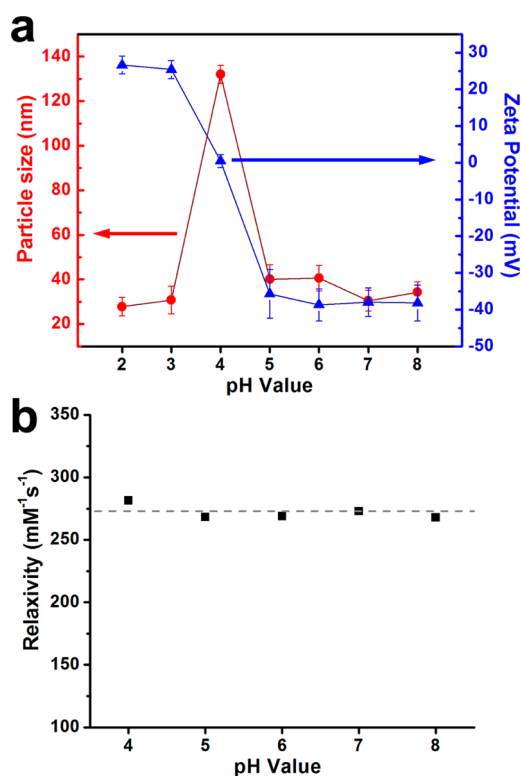 a
140
120
100
80
60
40
20
Particle size (nm)
30
20
10
0
-10
-20
-30
-40
-50
Zeta Potential (mV)
2 3 4 5 6 7 8
pH Value
b
350
300
250
200
150
100
Relaxivity (mM⁻¹s⁻¹)
4 5 6 7 8
pH Value